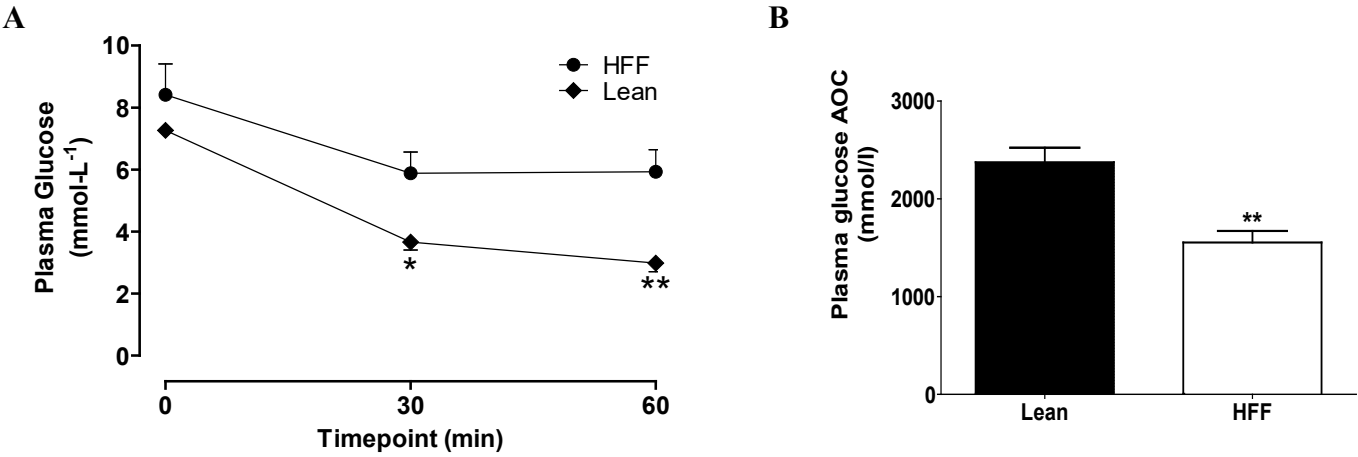 A
Plasma Glucose
(mmol-L-1)
10
8
6
4
2
0
HFF
Lean
*
**
0 30 60
Timepoint (min)
B
Plasma glucose AOC
(mmol/l)
3000
2000
1000
0
**
Lean HFF